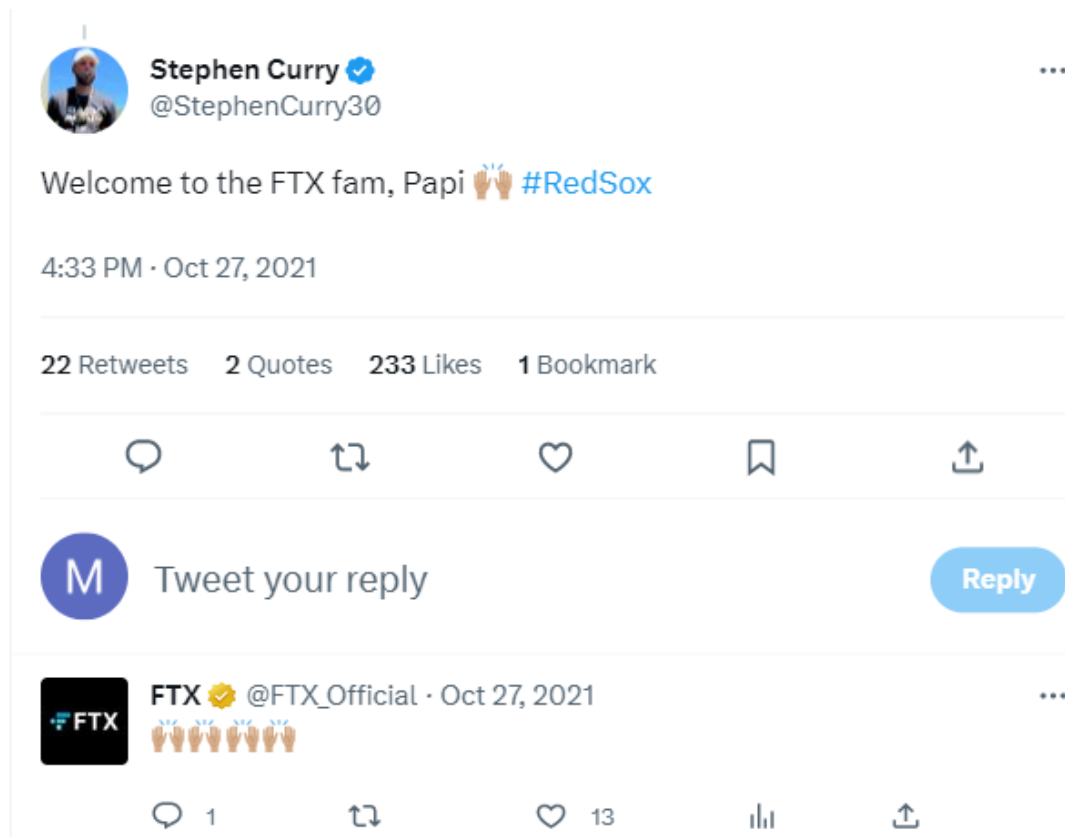 Stephen Curry
@StephenCurry30
Welcome to the FTX fam, Papi 🙌🏼 #RedSox
4:33 PM · Oct 27, 2021
22 Retweets 2 Quotes 233 Likes 1 Bookmark
M Tweet your reply Reply
FTX FTX @FTX_Official · Oct 27, 2021
🙌🏼🙌🏼🙌🏼🙌🏼
1 13